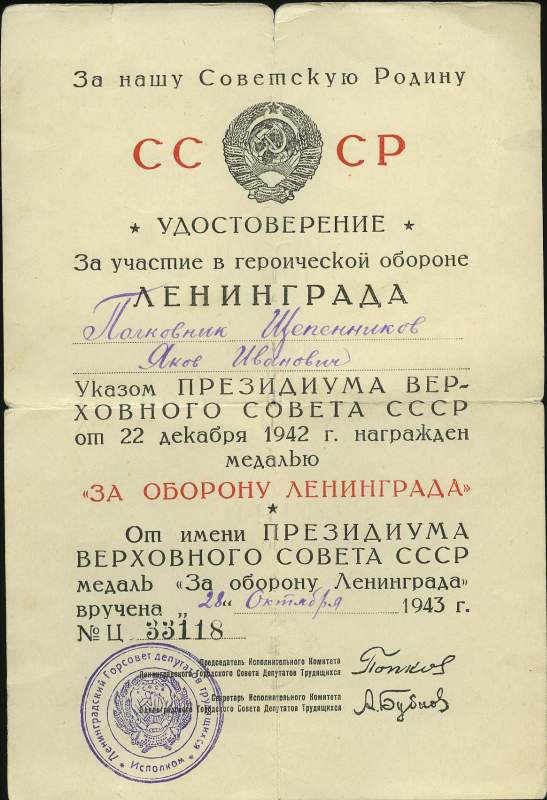 За нашу Советскую Родину
СС СР
★ УДОСТОВЕРЕНИЕ ★
За участие в героической обороне
ЛЕНИНГРАДА
Полковник Щепенников
Яков Иванович
Указом ПРЕЗИДИУМА ВЕР-
ХОВНОГО СОВЕТА СССР
от 22 декабря 1942 г. награжден
медалью
«ЗА ОБОРОНУ ЛЕНИНГРАДА»
★
От имени ПРЕЗИДИУМА
ВЕРХОВНОГО СОВЕТА СССР
медаль «За оборону Ленинграда»
вручена „28" Октября 1943 г.
№ Ц 33118
Председатель Исполнительного Комитета
Ленинградского Городского Совета Депутатов Трудящихся
Попков
Секретарь Исполнительного Комитета
Ленинградского Городского Совета Депутатов Трудящихся
А. Бубнов
★ Ленинградский Горсовет депутатов трудящихся ★
Исполком